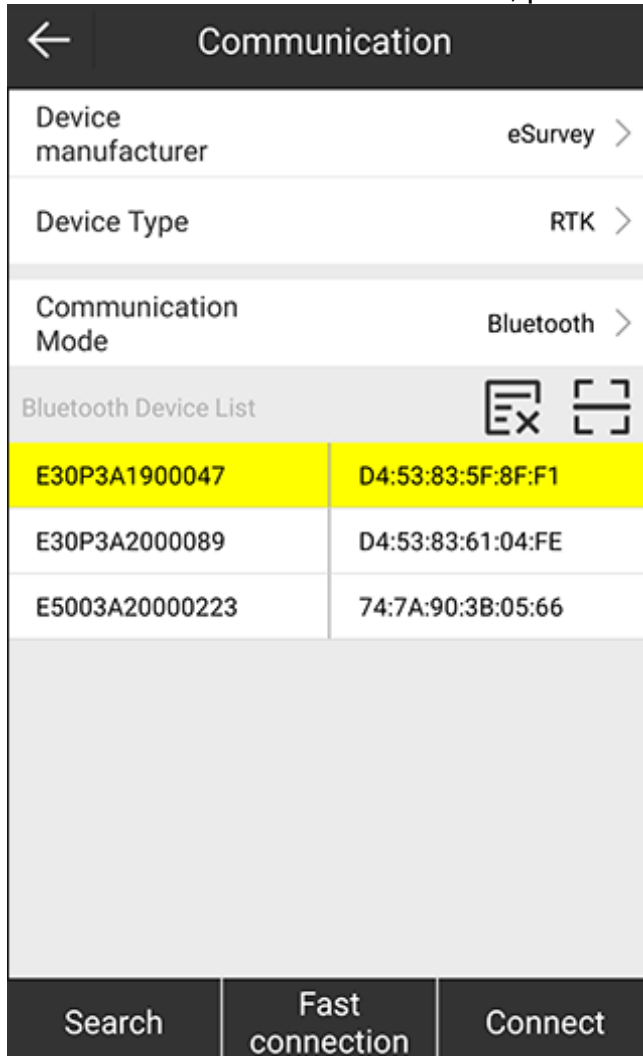 Communication
Device
manufacturer
eSurvey
Device Type
RTK
Communication
Mode
Bluetooth
Bluetooth Device List
E30P3A1900047 D4:53:83:5F:8F:F1
E30P3A2000089 D4:53:83:61:04:FE
E5003A20000223 74:7A:90:3B:05:66
Search
Fast
connection
Connect